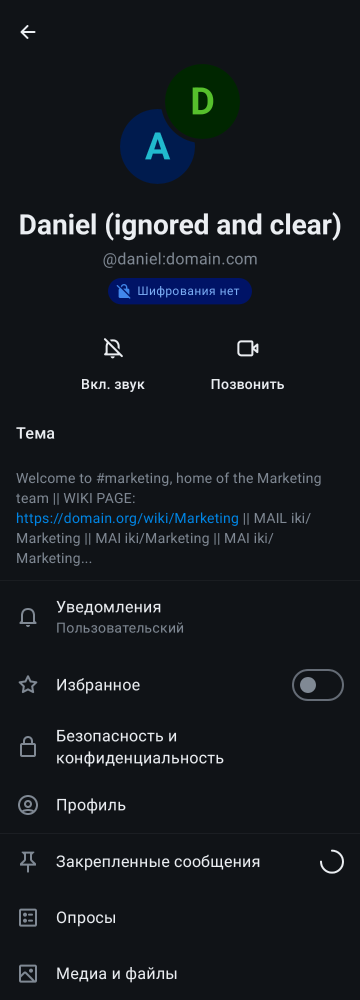 D
A
Daniel (ignored and clear)
@daniel:domain.com
Шифрования нет
Вкл. звук
Позвонить
Тема
Welcome to #marketing, home of the Marketing
team || WIKI PAGE:
https://domain.org/wiki/Marketing || MAIL iki/
Marketing || MAI iki/Marketing || MAI iki/
Marketing...
Уведомления
Пользовательский
Избранное
Безопасность и
конфиденциальность
Профиль
Закрепленные сообщения
Опросы
Медиа и файлы